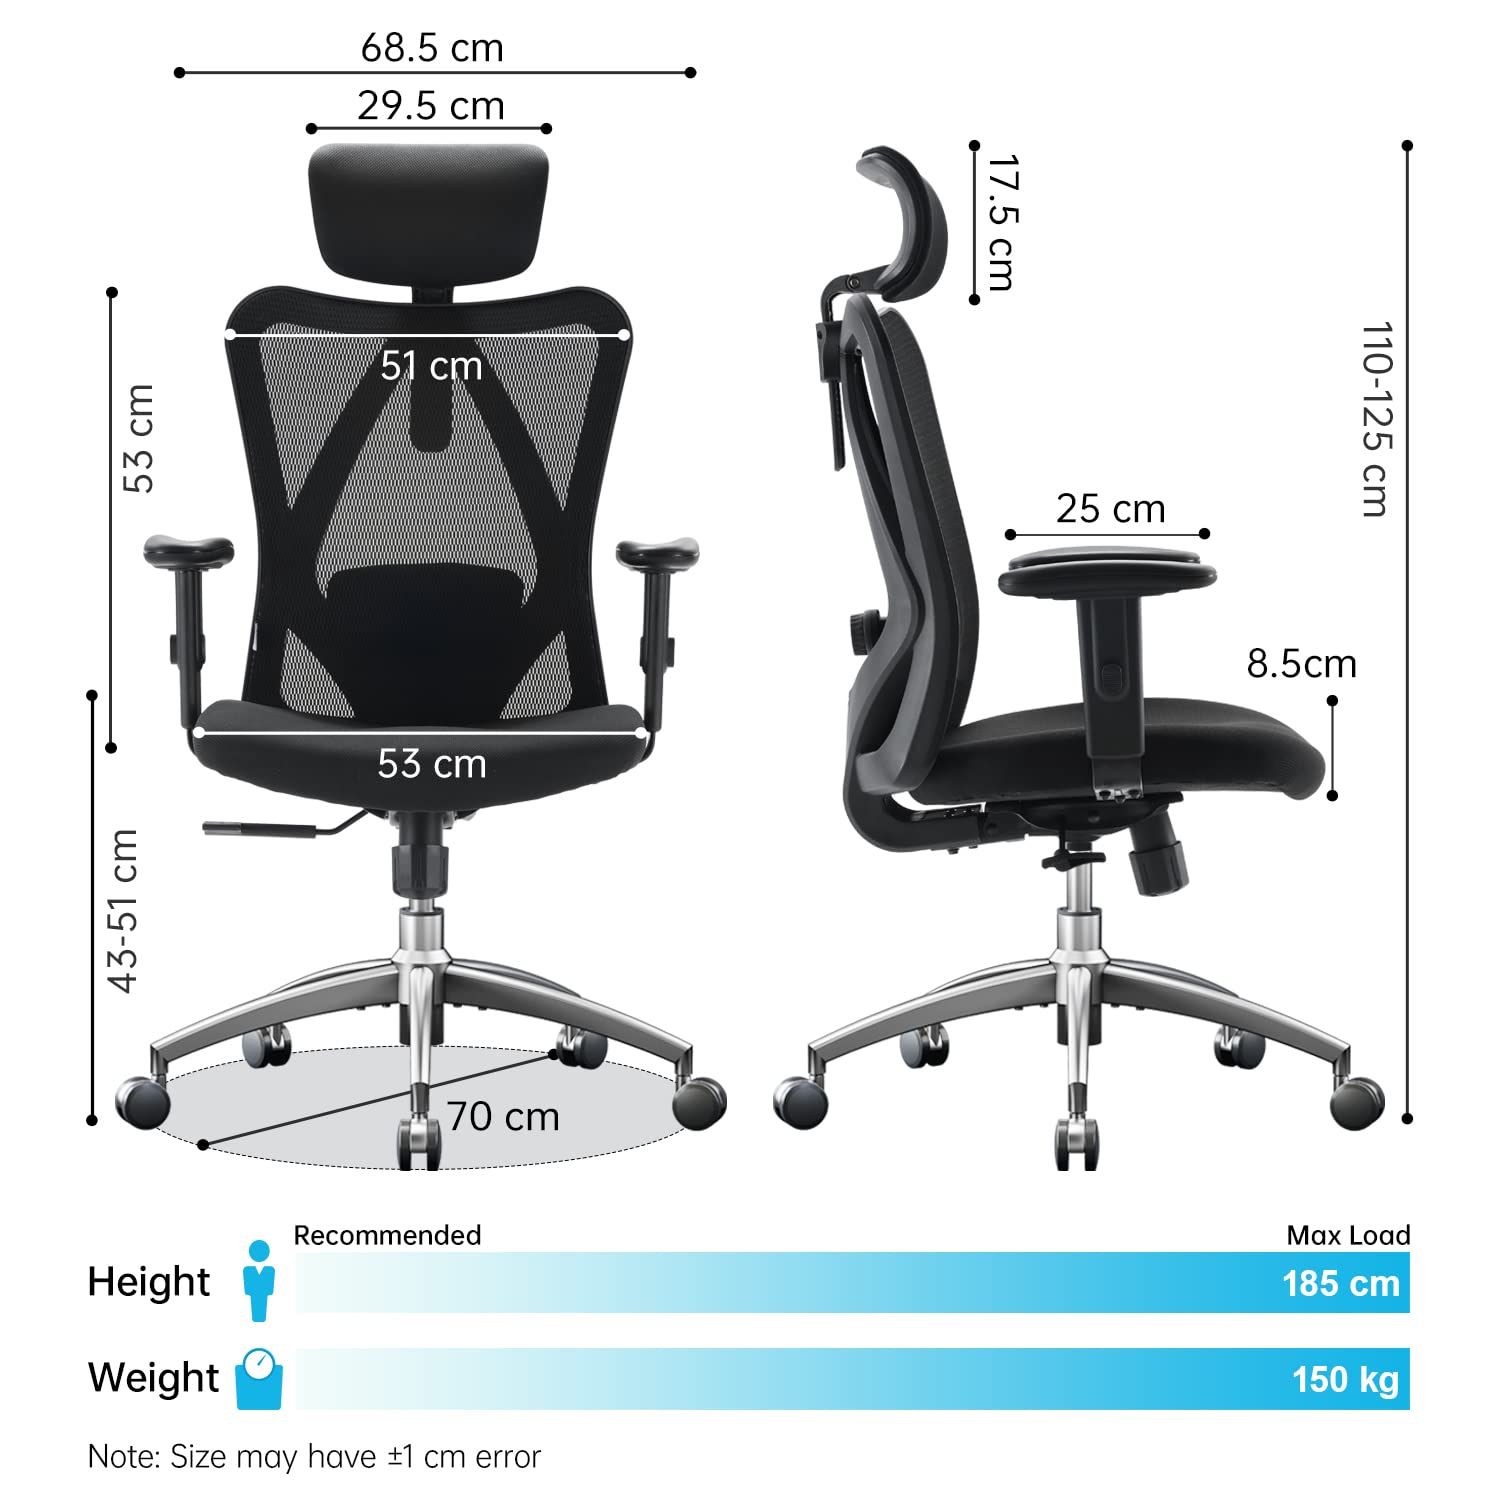 68.5 cm
29.5 cm
17.5 cm
51 cm
53 cm
110-125 cm
25 cm
8.5cm
53 cm
43-51 cm
70 cm
Recommended
Max Load
Height
185 cm
Weight
150 kg
Note: Size may have ±1 cm error